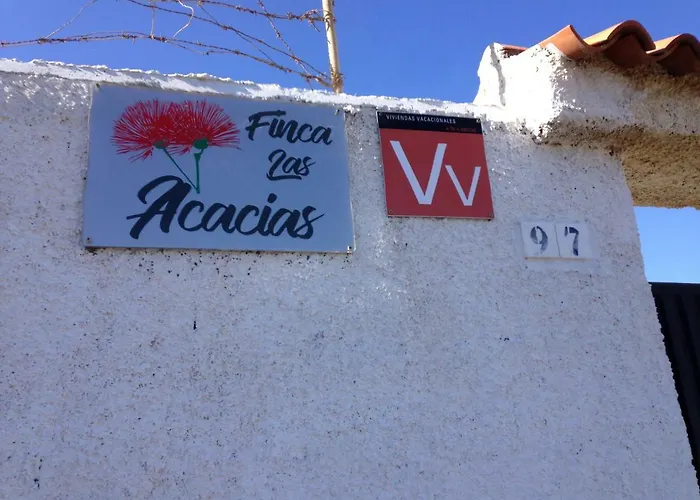 Finca
Las
Acacias
VIVIENDAS VACACIONALES
Vv
97